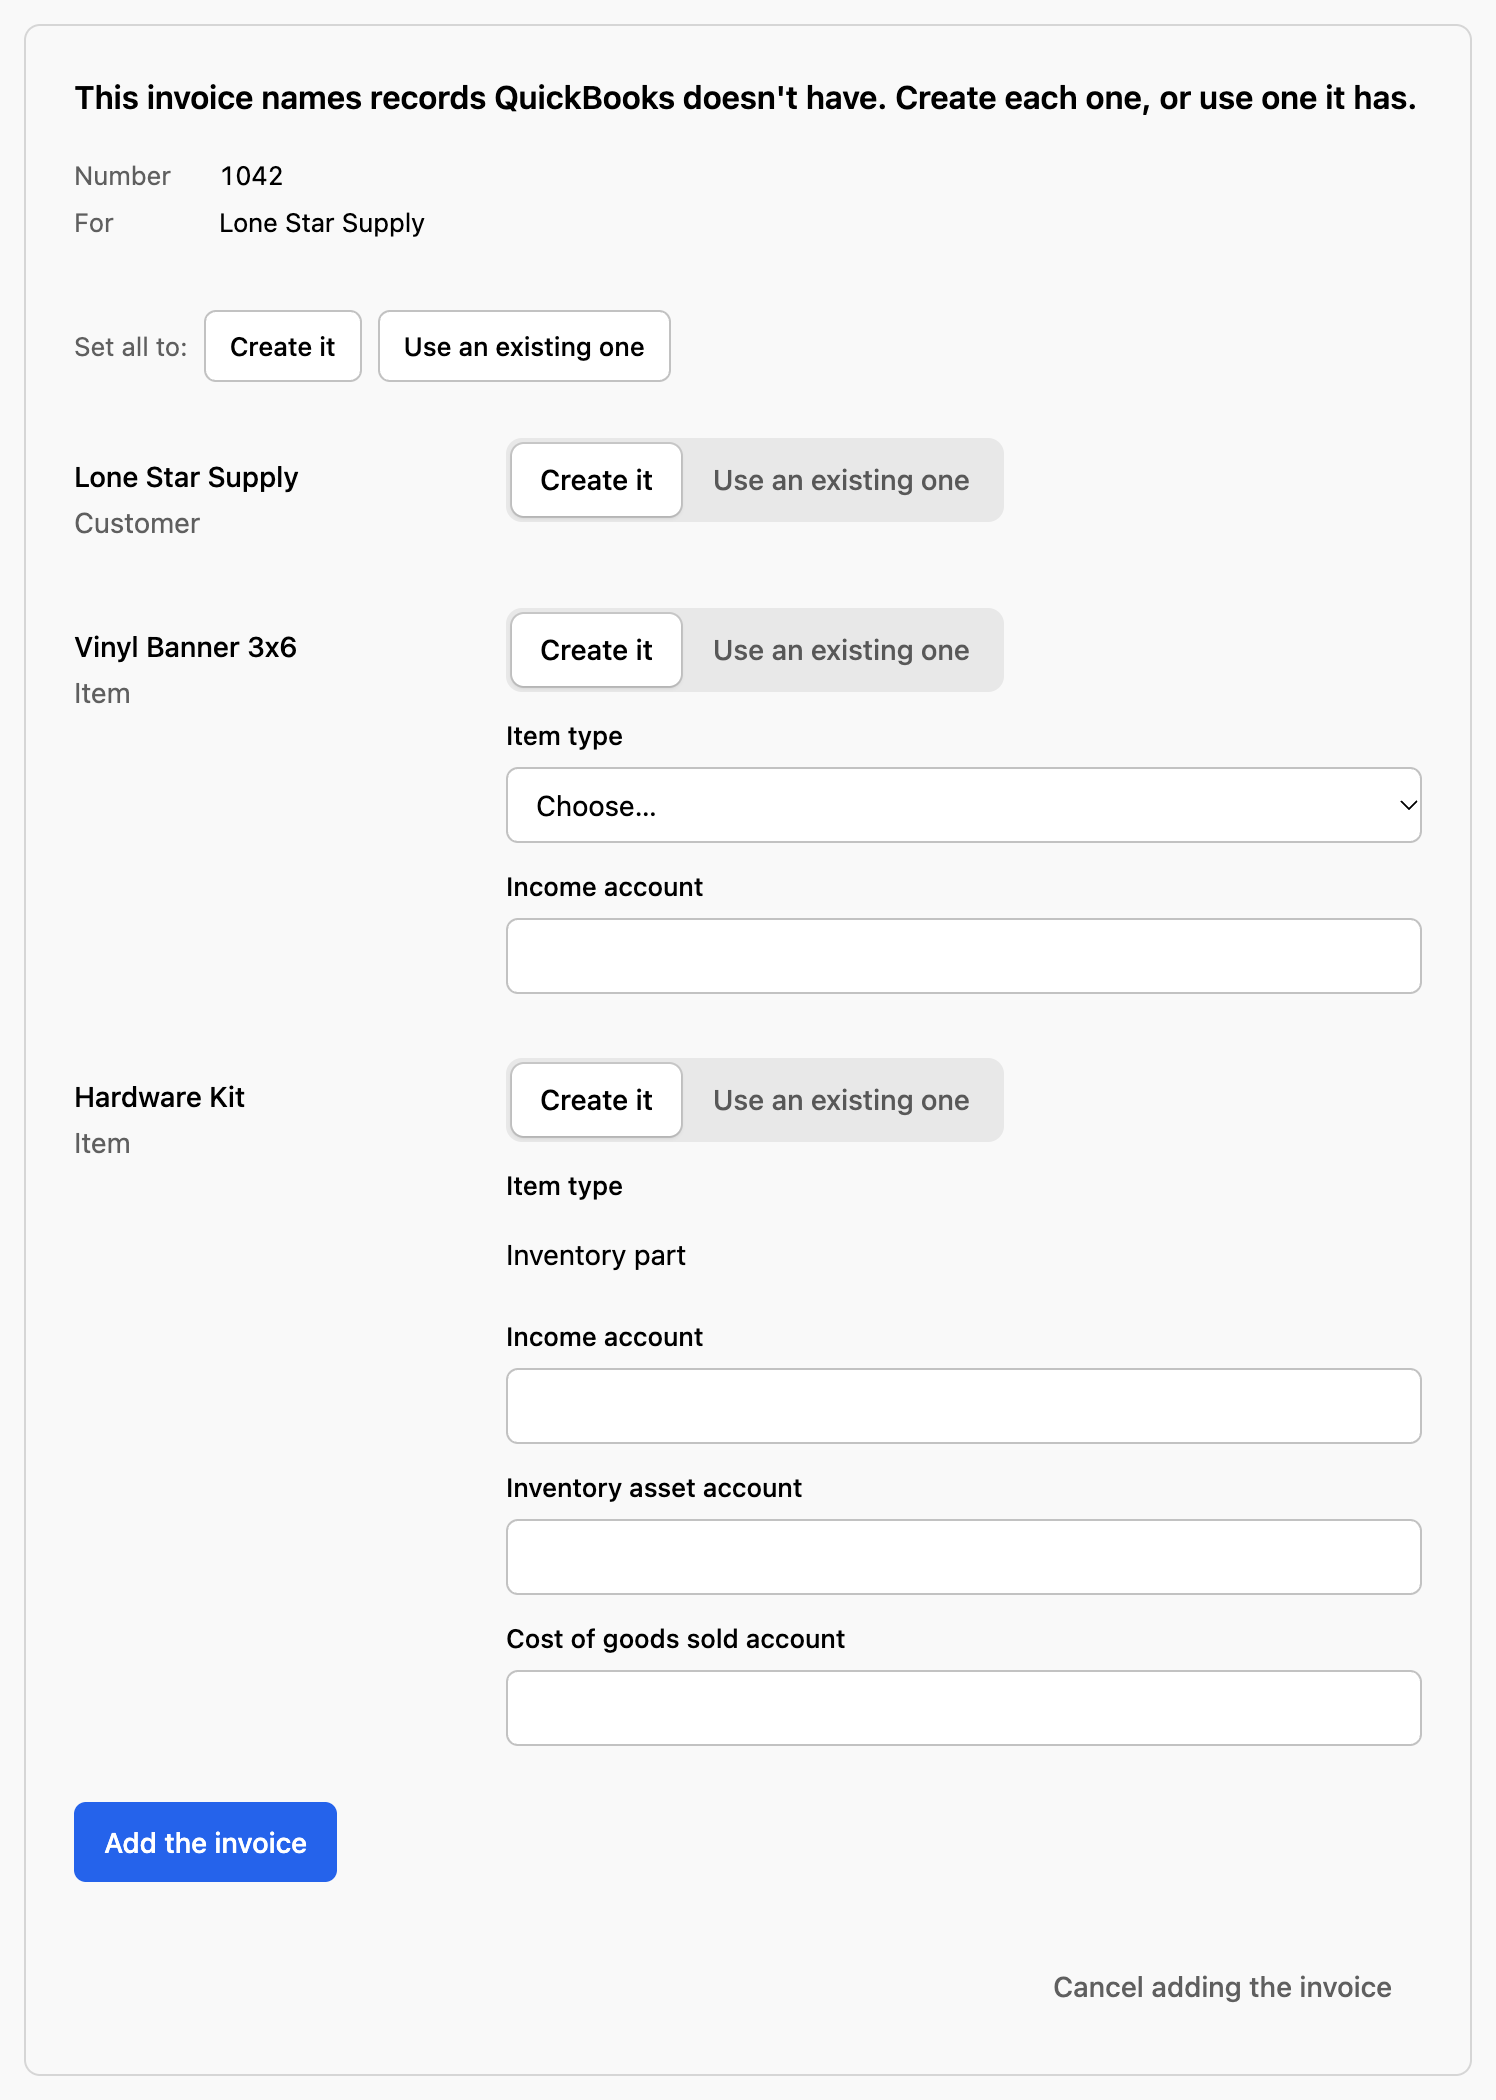 This invoice names records QuickBooks doesn't have. Create each one, or use one it has.
Number 1042
For Lone Star Supply
Set all to: Create it Use an existing one
Lone Star Supply
Customer
Create it Use an existing one
Vinyl Banner 3x6
Item
Create it Use an existing one
Item type
Choose...
Income account
Hardware Kit
Item
Create it Use an existing one
Item type
Inventory part
Income account
Inventory asset account
Cost of goods sold account
Add the invoice
Cancel adding the invoice